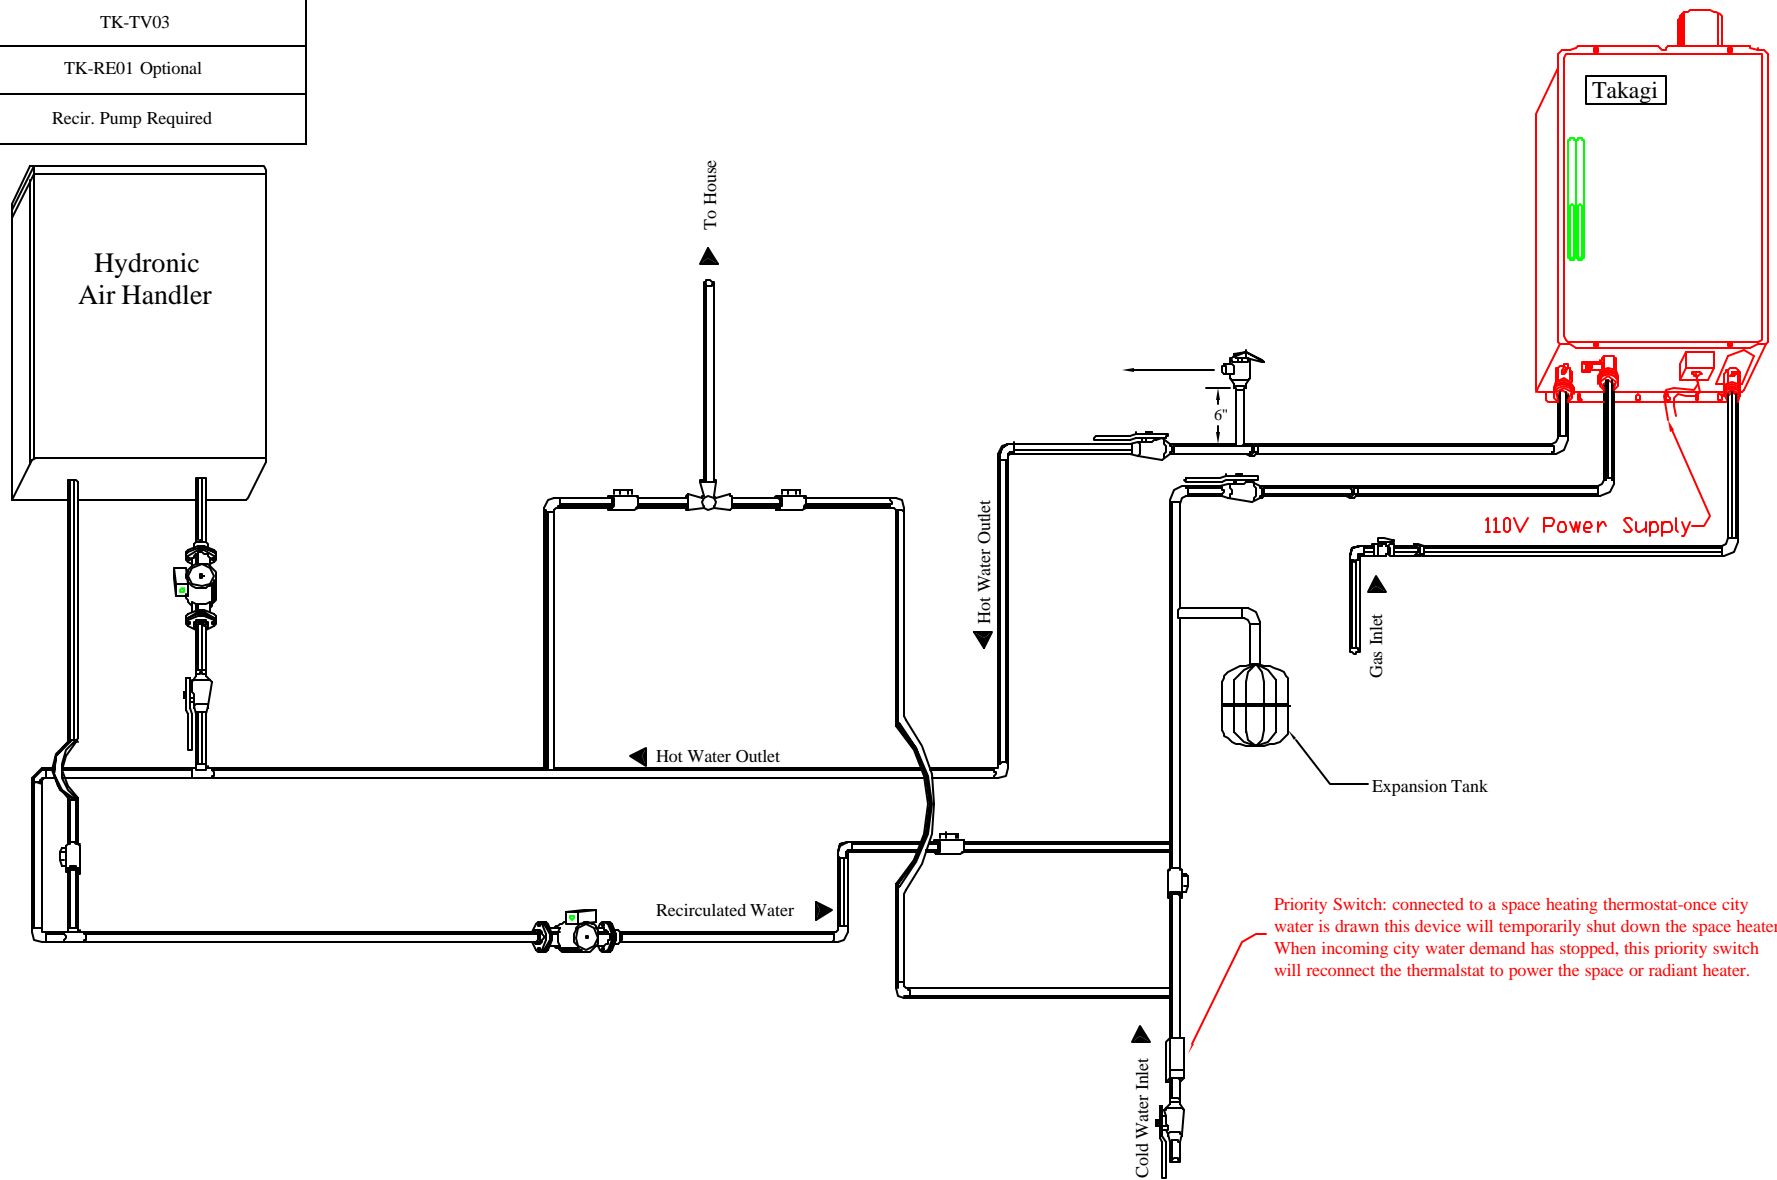 TK-TV03
TK-RE01 Optional
Recir. Pump Required
Takagi
Hydronic
Air Handler
To House
6"
Hot Water Outlet
110V Power Supply
Gas Inlet
Hot Water Outlet
Expansion Tank
Recirculated Water
Priority Switch: connected to a space heating thermostat-once city
water is drawn this device will temporarily shut down the space heater
When incoming city water demand has stopped, this priority switch
will reconnect the thermalstat to power the space or radiant heater.
Cold Water Inlet